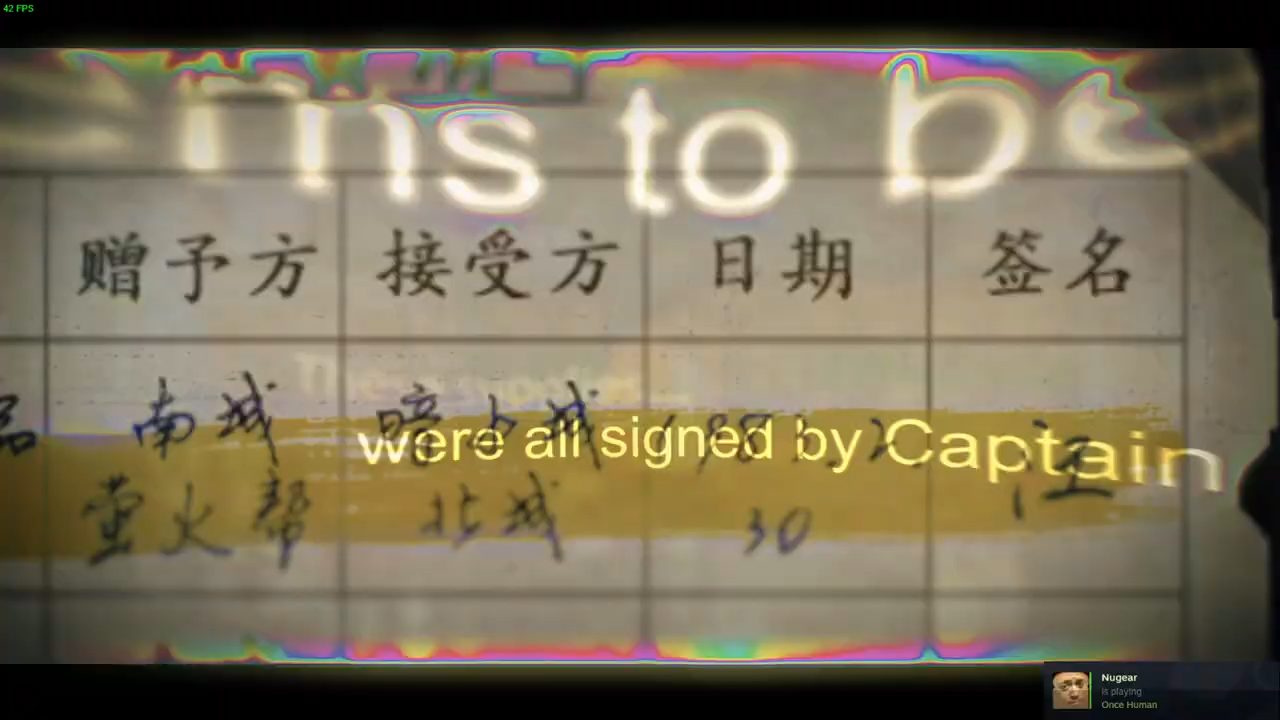 42 FPS
ms to be
赠予方 接受方 日期 签名
南城
were all signed by Captain
萤火帮 北城 30
Nugear
is playing
Once Human